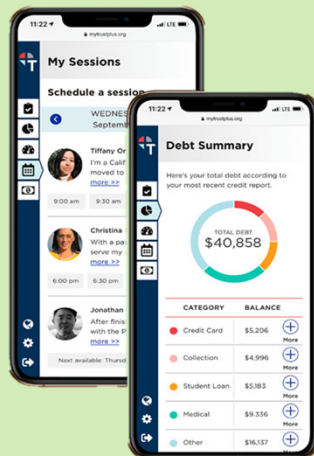 11:22
LTE
mytrustplus.org
T
My Sessions
Schedule a session
WEDNES
Septemb
Tiffany Or
I'm a Calif
moved to
more >>
9:00 am
9:30 am
Christina
With a pa
serve my
more >>
6:00 pm
6:30 pm
Jonathan
After finis
with the P
more >>
Next available: Thursd
11:22
LTE
mytrustplus.org
T
Debt Summary
Here's your total debt according to
your most recent credit report.
TOTAL DEBT
$40,858
CATEGORY BALANCE
Credit Card $5,206 More
Collection $4,996 More
Student Loan $5,183 More
Medical $9.336 More
Other $16,137 More